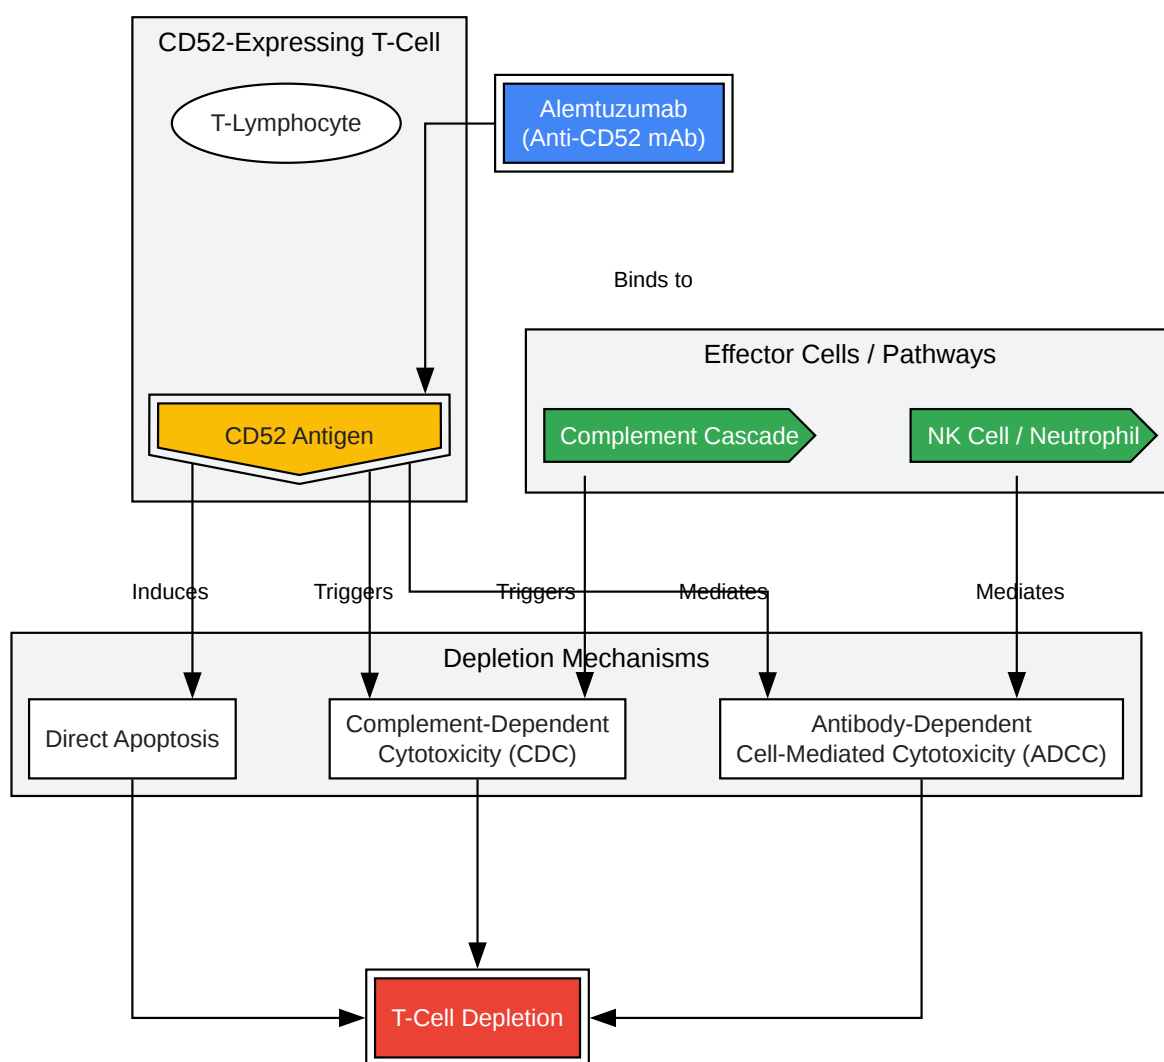 CD52-Expressing T-Cell
T-Lymphocyte
Alemtuzumab
(Anti-CD52 mAb)
Binds to
Effector Cells / Pathways
CD52 Antigen
Complement Cascade
NK Cell / Neutrophil
Induces
Triggers
Triggers
Mediates
Mediates
Depletion Mechanisms
Direct Apoptosis
Complement-Dependent
Cytotoxicity (CDC)
Antibody-Dependent
Cell-Mediated Cytotoxicity (ADCC)
T-Cell Depletion